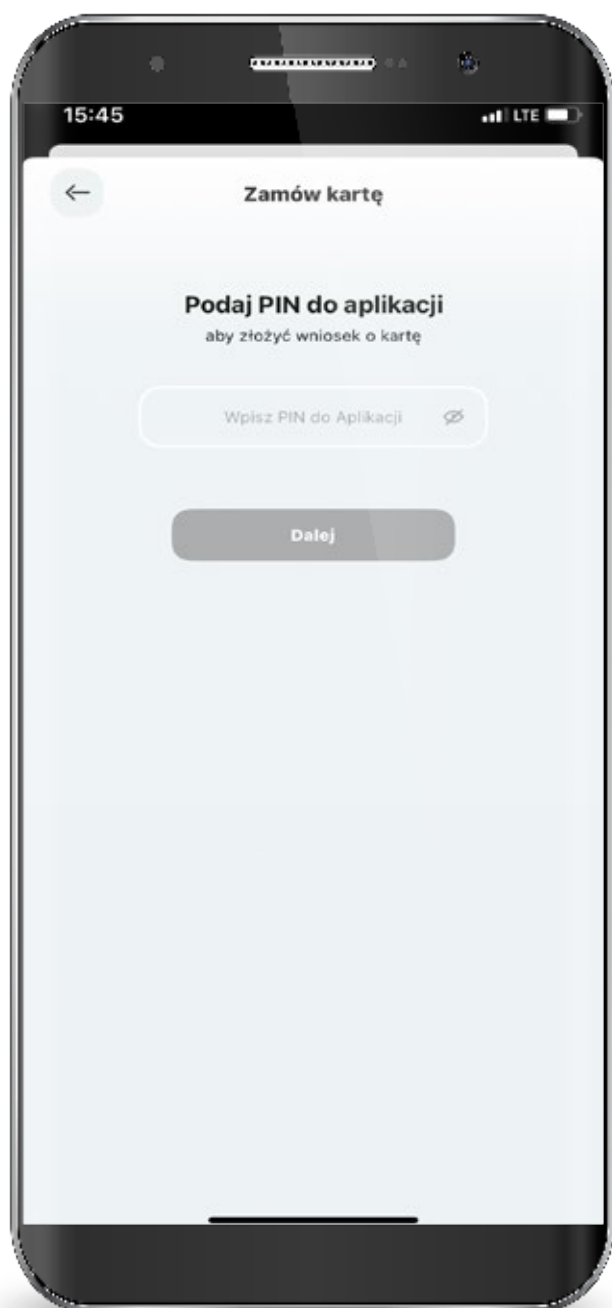 15:45
LTE
Zamów kartę
Podaj PIN do aplikacji
aby złożyć wniosek o kartę
Wpisz PIN do Aplikacji
Dalej